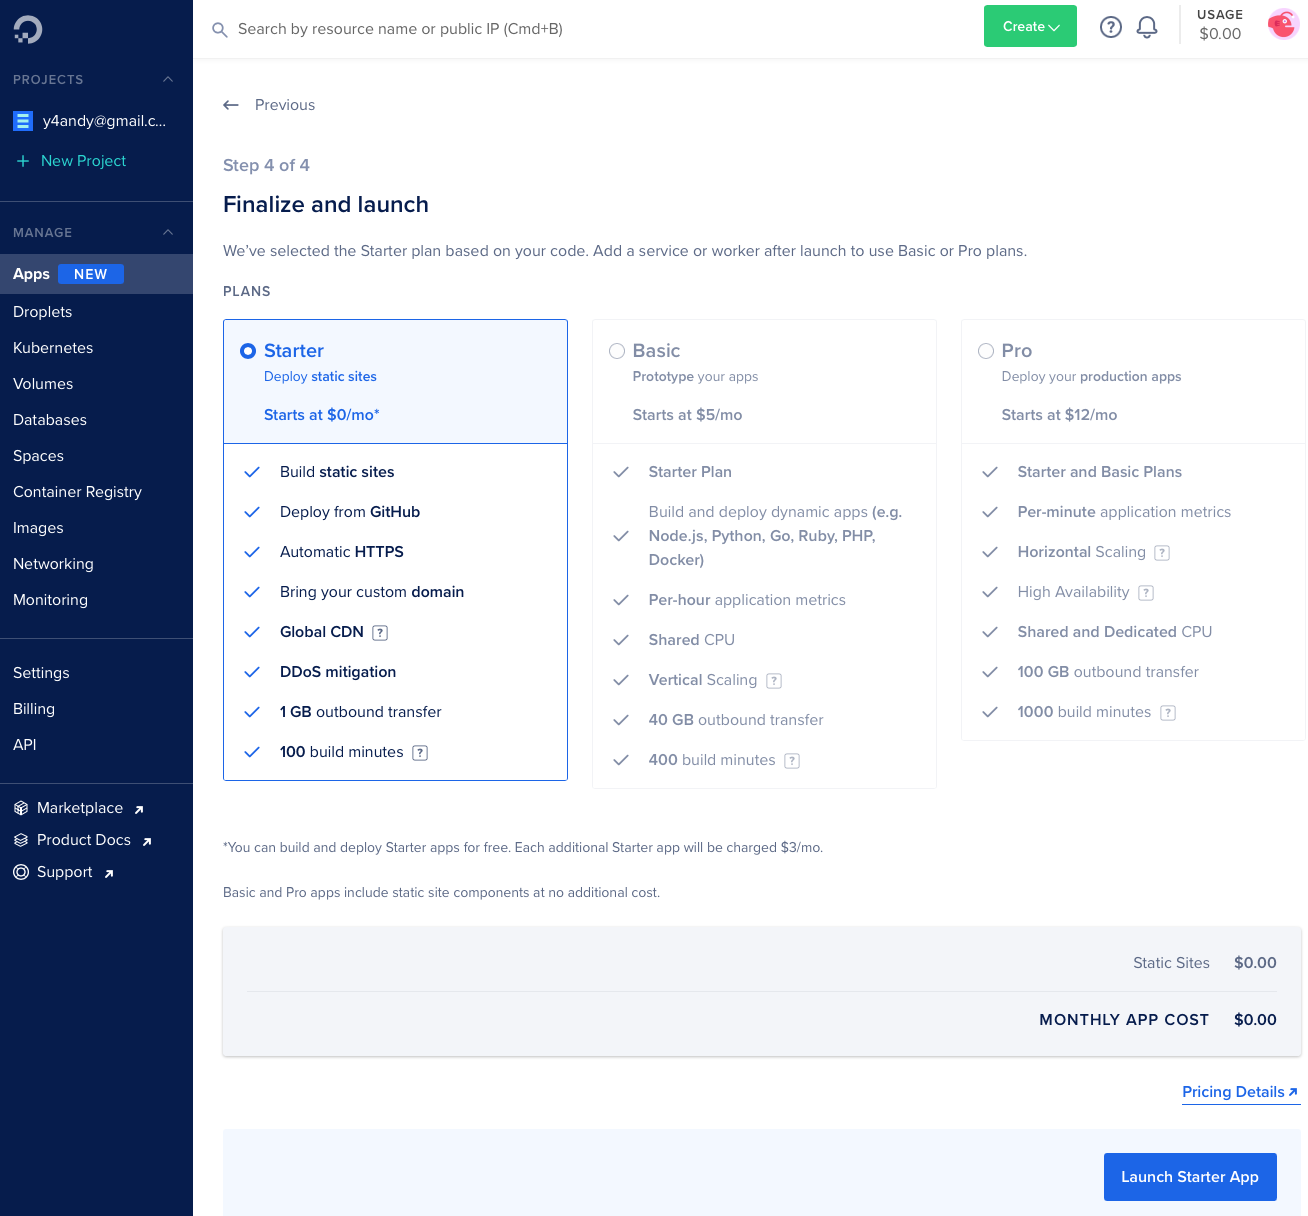 Search by resource name or public IP (Cmd+B)
Create
?
USAGE
$0.00
PROJECTS
y4andy@gmail.c...
+ New Project
MANAGE
Apps NEW
Droplets
Kubernetes
Volumes
Databases
Spaces
Container Registry
Images
Networking
Monitoring
Settings
Billing
API
Marketplace
Product Docs
Support
← Previous
Step 4 of 4
Finalize and launch
We've selected the Starter plan based on your code. Add a service or worker after launch to use Basic or Pro plans.
PLANS
Starter
Deploy static sites
Starts at $0/mo*
Build static sites
Deploy from GitHub
Automatic HTTPS
Bring your custom domain
Global CDN ?
DDoS mitigation
1 GB outbound transfer
100 build minutes ?
Basic
Prototype your apps
Starts at $5/mo
Starter Plan
Build and deploy dynamic apps (e.g.
Node.js, Python, Go, Ruby, PHP,
Docker)
Per-hour application metrics
Shared CPU
Vertical Scaling ?
40 GB outbound transfer
400 build minutes ?
Pro
Deploy your production apps
Starts at $12/mo
Starter and Basic Plans
Per-minute application metrics
Horizontal Scaling ?
High Availability ?
Shared and Dedicated CPU
100 GB outbound transfer
1000 build minutes ?
*You can build and deploy Starter apps for free. Each additional Starter app will be charged $3/mo.
Basic and Pro apps include static site components at no additional cost.
Static Sites $0.00
MONTHLY APP COST $0.00
Pricing Details
Launch Starter App